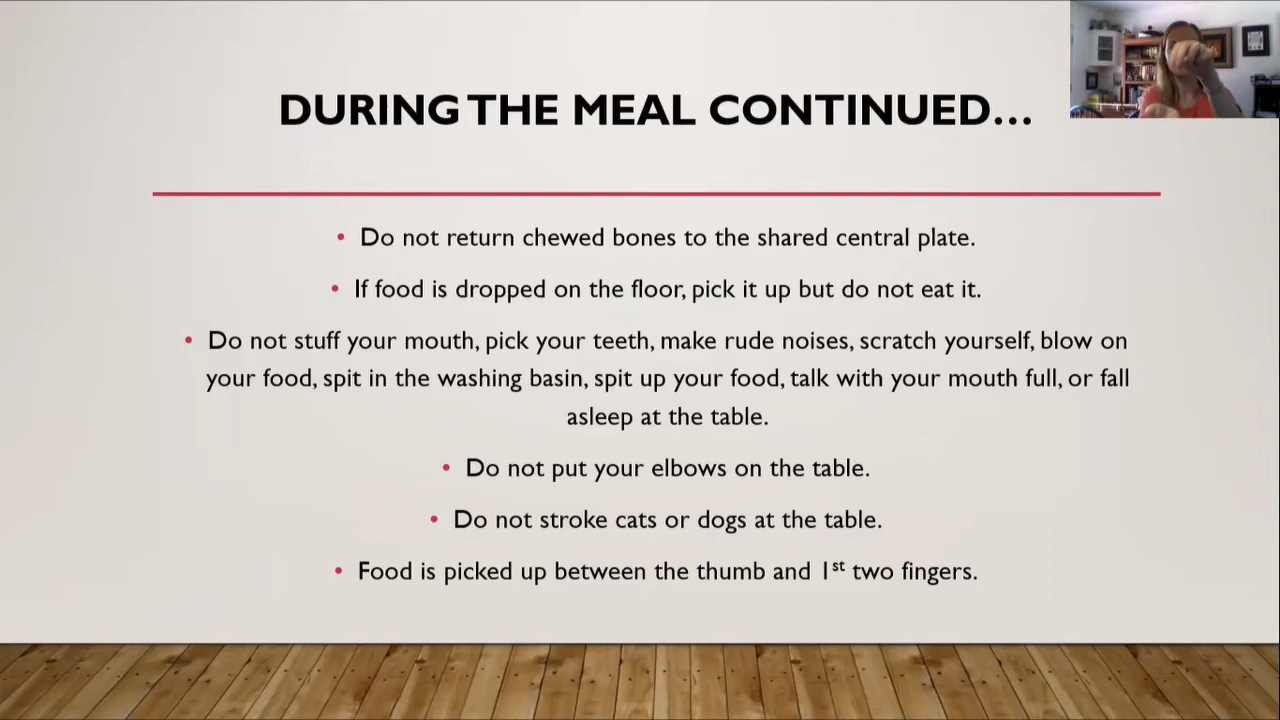 DURING THE MEAL CONTINUED...
• Do not return chewed bones to the shared central plate.
• If food is dropped on the floor, pick it up but do not eat it.
• Do not stuff your mouth, pick your teeth, make rude noises, scratch yourself, blow on
your food, spit in the washing basin, spit up your food, talk with your mouth full, or fall
asleep at the table.
• Do not put your elbows on the table.
• Do not stroke cats or dogs at the table.
• Food is picked up between the thumb and 1st two fingers.